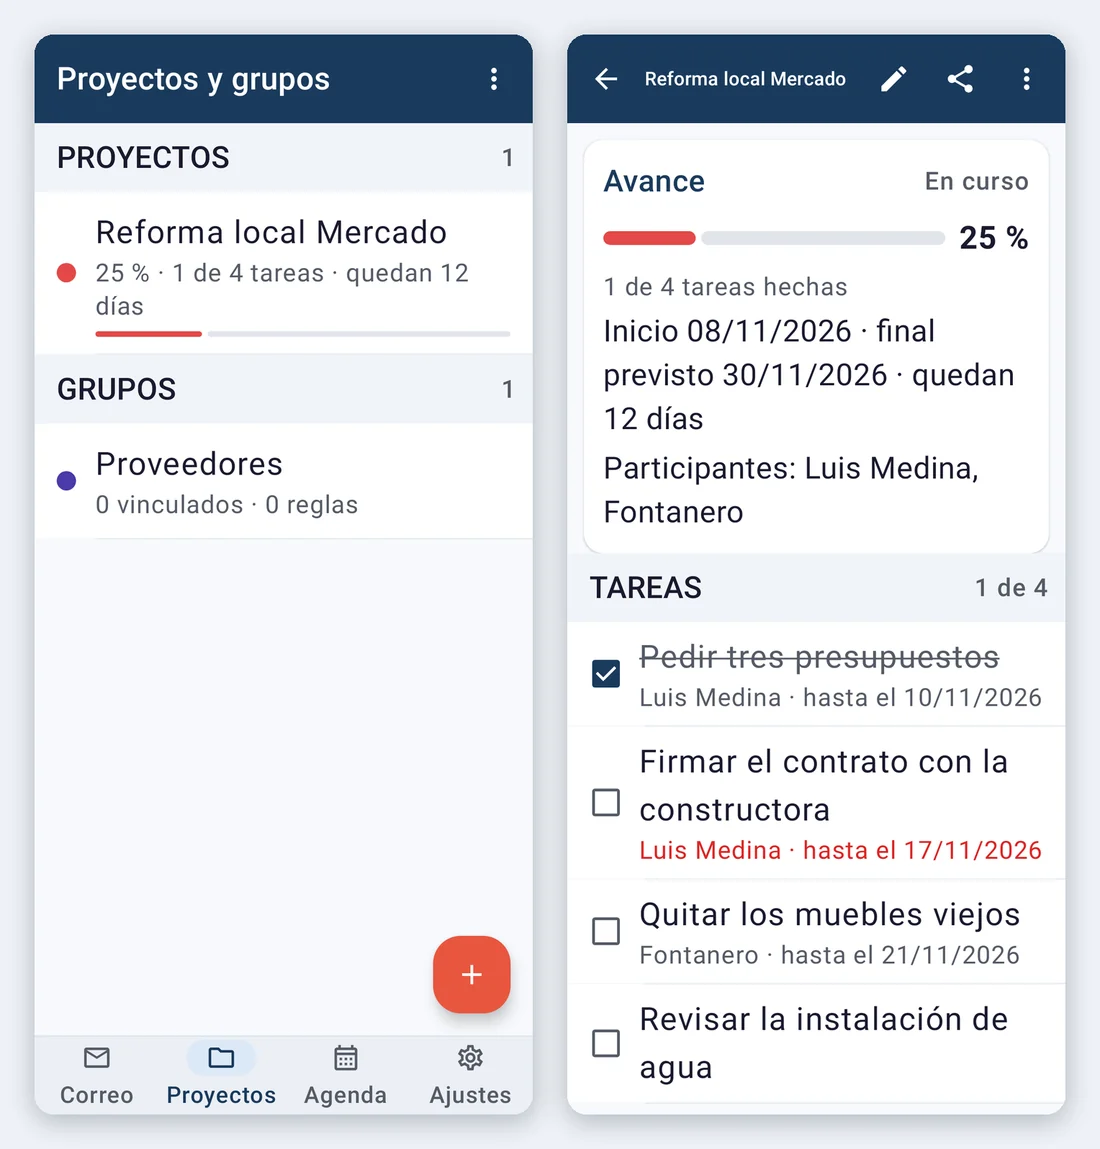 Proyectos y grupos
PROYECTOS 1
Reforma local Mercado
25 % · 1 de 4 tareas · quedan 12
días
GRUPOS 1
Proveedores
0 vinculados · 0 reglas
Correo Proyectos Agenda Ajustes
Reforma local Mercado
Avance En curso
25 %
1 de 4 tareas hechas
Inicio 08/11/2026 · final
previsto 30/11/2026 · quedan
12 días
Participantes: Luis Medina,
Fontanero
TAREAS 1 de 4
Pedir tres presupuestos
Luis Medina · hasta el 10/11/2026
Firmar el contrato con la
constructora
Luis Medina · hasta el 17/11/2026
Quitar los muebles viejos
Fontanero · hasta el 21/11/2026
Revisar la instalación de
agua